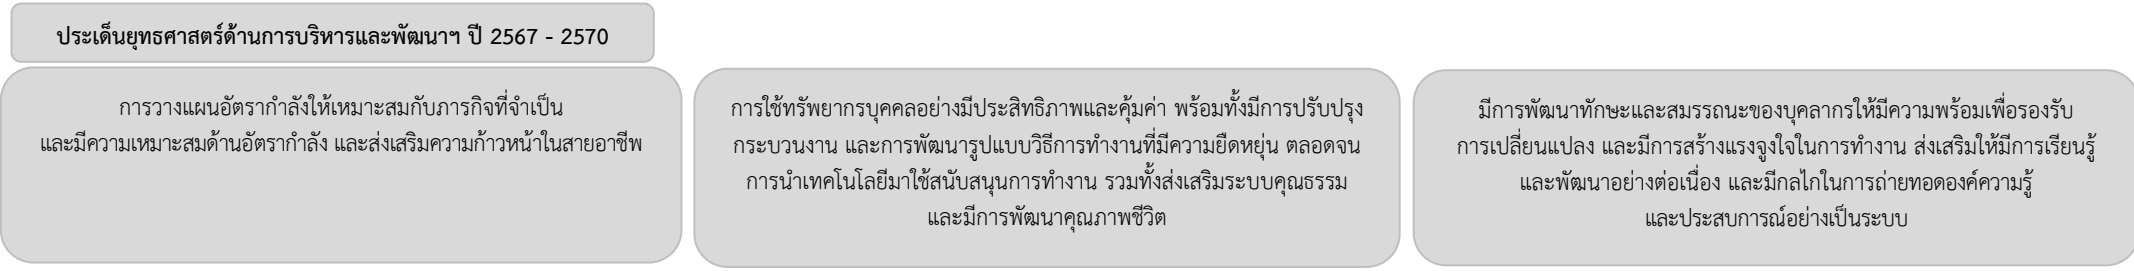 ประเด็นยุทธศาสตร์ด้านการบริหารและพัฒนาฯ ปี 2567 - 2570
การวางแผนอัตรากำลังให้เหมาะสมกับภารกิจที่จำเป็น
และมีความเหมาะสมด้านอัตรากำลัง และส่งเสริมความก้าวหน้าในสายอาชีพ
การใช้ทรัพยากรบุคคลอย่างมีประสิทธิภาพและคุ้มค่า พร้อมทั้งมีการปรับปรุง
กระบวนงาน และการพัฒนารูปแบบวิธีการทำงานที่มีความยืดหยุ่น ตลอดจน
การนำเทคโนโลยีมาใช้สนับสนุนการทำงาน รวมทั้งส่งเสริมระบบคุณธรรม
และมีการพัฒนาคุณภาพชีวิต
มีการพัฒนาทักษะและสมรรถนะของบุคลากรให้มีความพร้อมเพื่อรองรับ
การเปลี่ยนแปลง และมีการสร้างแรงจูงใจในการทำงาน ส่งเสริมให้มีการเรียนรู้
และพัฒนาอย่างต่อเนื่อง และมีกลไกในการถ่ายทอดองค์ความรู้
และประสบการณ์อย่างเป็นระบบ